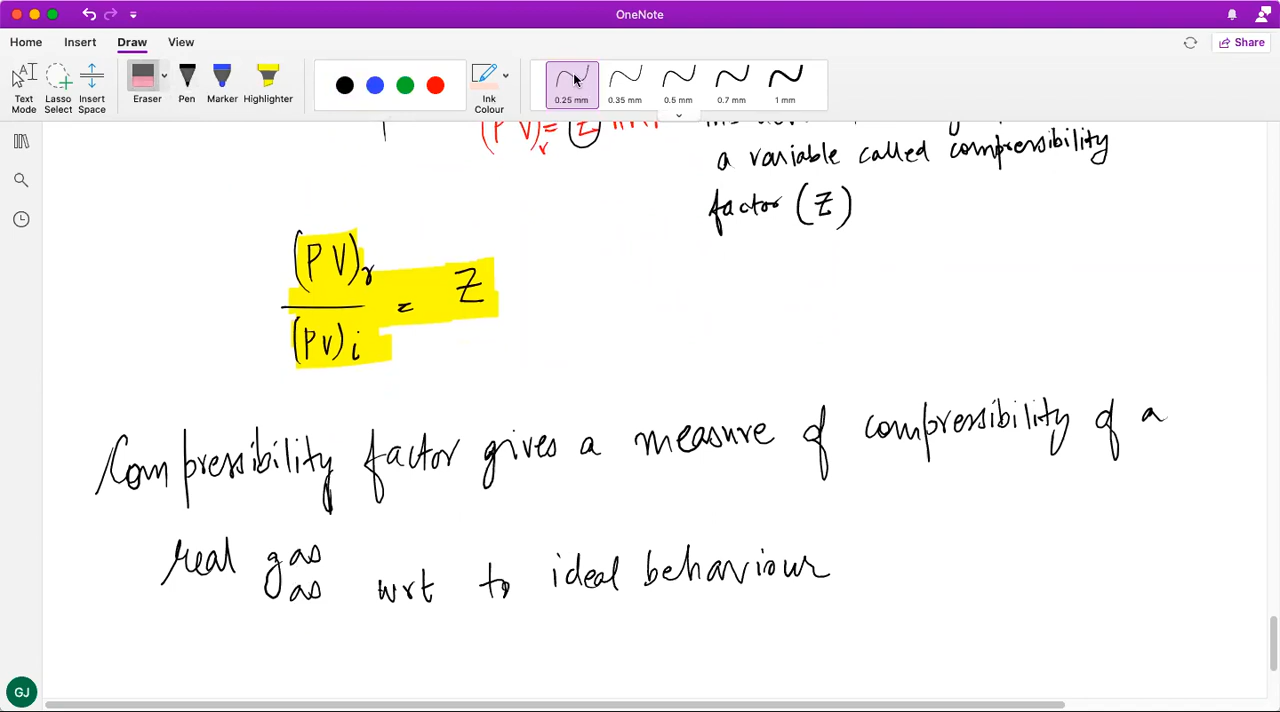 OneNote
Home Insert Draw View
Share
Text Mode
Lasso Select
Insert Space
Eraser
Pen
Marker
Highlighter
Ink Colour
0.25 mm 0.35 mm 0.5 mm 0.7 mm 1 mm
(PV)r = Z
a variable called compressibility
factor (Z)
(PV)r
= Z
(PV)i
Compressibility factor gives a measure of compressibility of a
real gas
as wrt to ideal behaviour
GJ